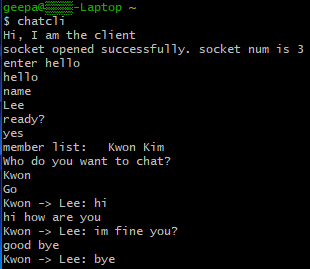 geepa@-Laptop ~
$ chatcli
Hi, I am the client
socket opened successfully. socket num is 3
enter hello
hello
name
Lee
ready?
yes
member list:   Kwon Kim
Who do you want to chat?
Kwon
Go
Kwon -> Lee: hi
hi how are you
Kwon -> Lee: im fine you?
good bye
Kwon -> Lee: bye